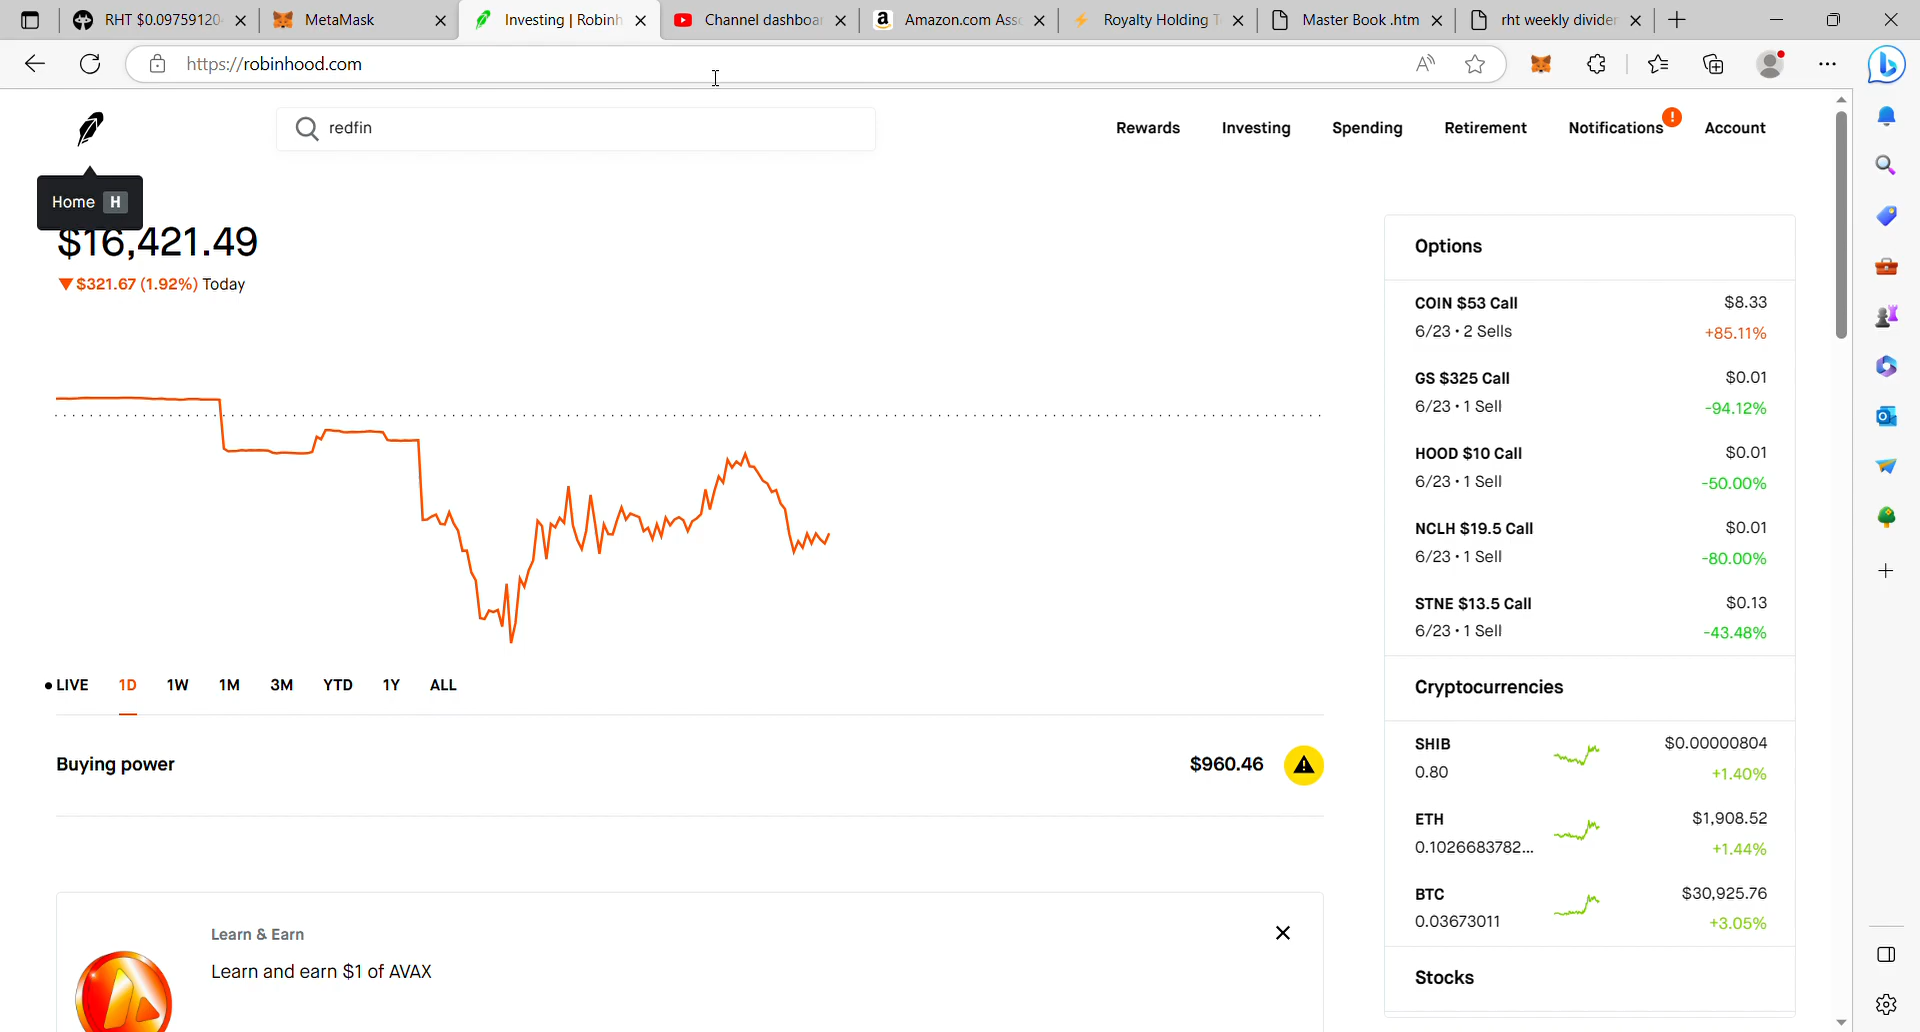 RHT $0.09759120
MetaMask
Investing | Robinh
Channel dashboa
Amazon.com Ass
Royalty Holding T
Master Book .htm
rht weekly divide
https://robinhood.com
redfin
Rewards
Investing
Spending
Retirement
Notifications
!
Account
Home H
$16,421.49
$321.67 (1.92%) Today
LIVE
1D
1W
1M
3M
YTD
1Y
ALL
Buying power
$960.46
Learn & Earn
Learn and earn $1 of AVAX
Options
COIN $53 Call
$8.33
6/23 • 2 Sells
+85.11%
GS $325 Call
$0.01
6/23 • 1 Sell
-94.12%
HOOD $10 Call
$0.01
6/23 • 1 Sell
-50.00%
NCLH $19.5 Call
$0.01
6/23 • 1 Sell
-80.00%
STNE $13.5 Call
$0.13
6/23 • 1 Sell
-43.48%
Cryptocurrencies
SHIB
$0.00000804
0.80
+1.40%
ETH
$1,908.52
0.1026683782...
+1.44%
BTC
$30,925.76
0.03673011
+3.05%
Stocks